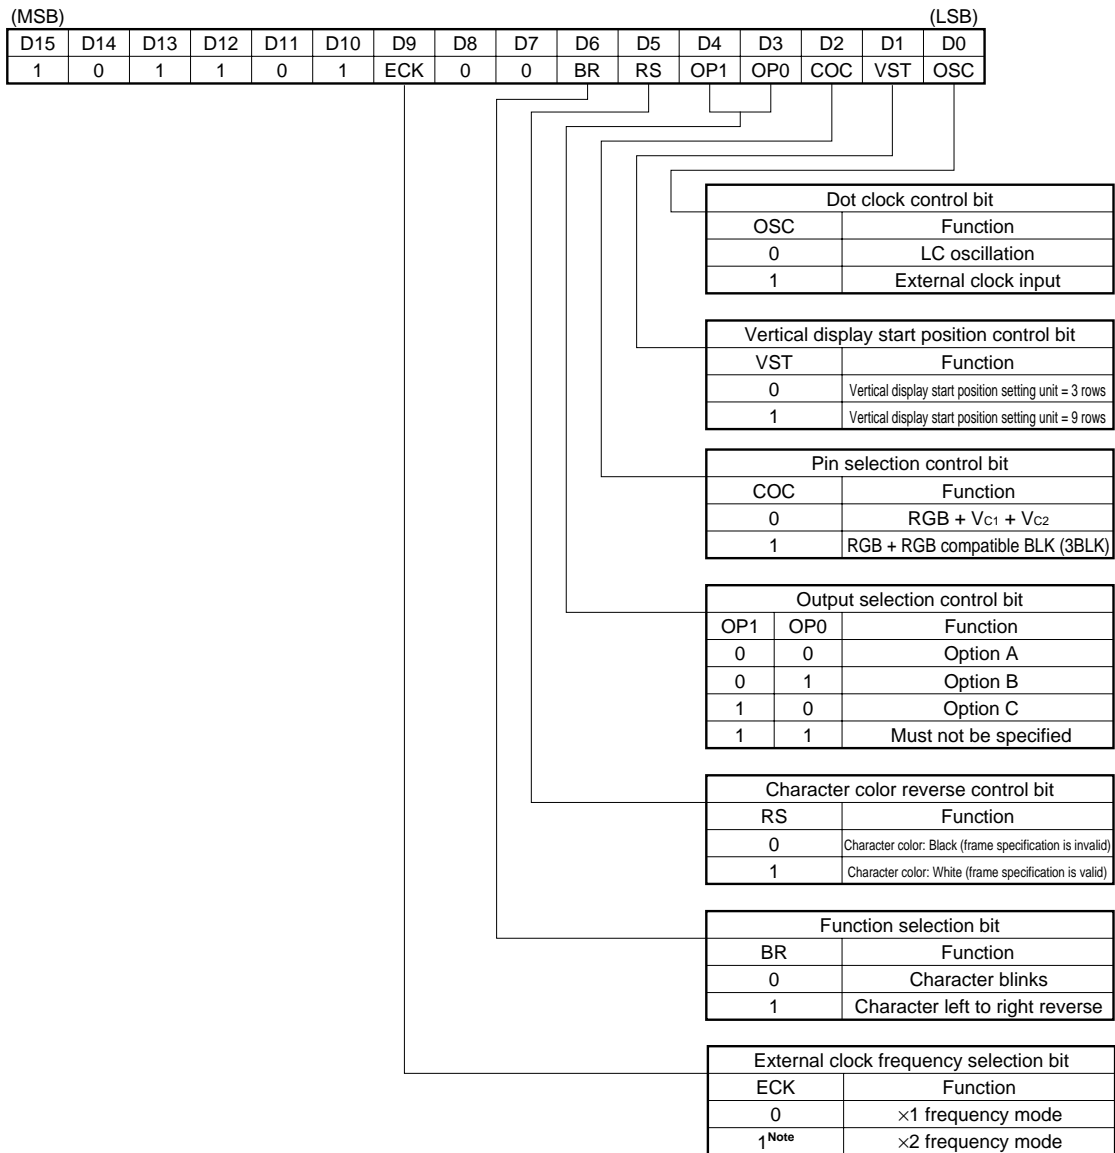 (MSB) (LSB)
D15 D14 D13 D12 D11 D10 D9 D8 D7 D6 D5 D4 D3 D2 D1 D0
1 0 1 1 0 1 ECK 0 0 BR RS OP1 OP0 COC VST OSC
Dot clock control bit
OSC Function
0 LC oscillation
1 External clock input
Vertical display start position control bit
VST Function
0 Vertical display start position setting unit = 3 rows
1 Vertical display start position setting unit = 9 rows
Pin selection control bit
COC Function
0 RGB + VC1 + VC2
1 RGB + RGB compatible BLK (3BLK)
Output selection control bit
OP1 OP0 Function
0 0 Option A
0 1 Option B
1 0 Option C
1 1 Must not be specified
Character color reverse control bit
RS Function
0 Character color: Black (frame specification is invalid)
1 Character color: White (frame specification is valid)
Function selection bit
BR Function
0 Character blinks
1 Character left to right reverse
External clock frequency selection bit
ECK Function
0 ×1 frequency mode
1Note ×2 frequency mode